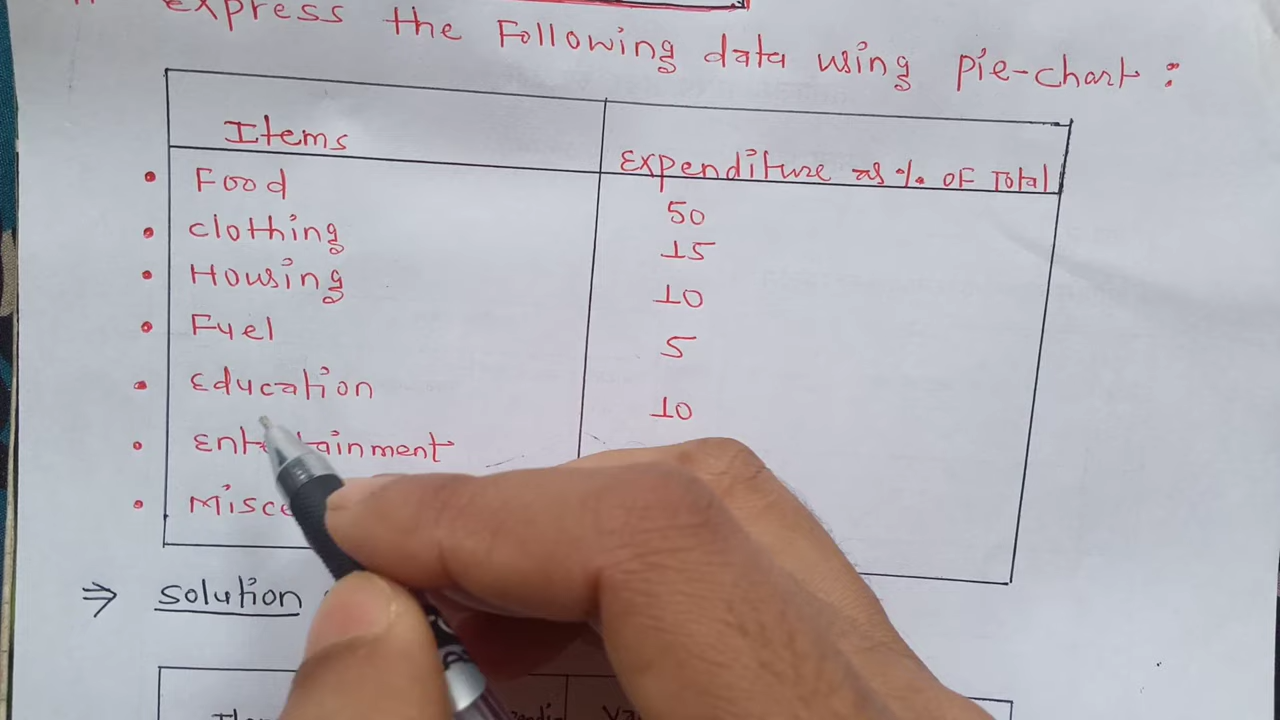 Express the Following data using pie-chart :
Items
Expenditure as % OF Total
Food 50
clothing 15
Housing 10
Fuel 5
Education 10
Entertainment
⇒ Solution